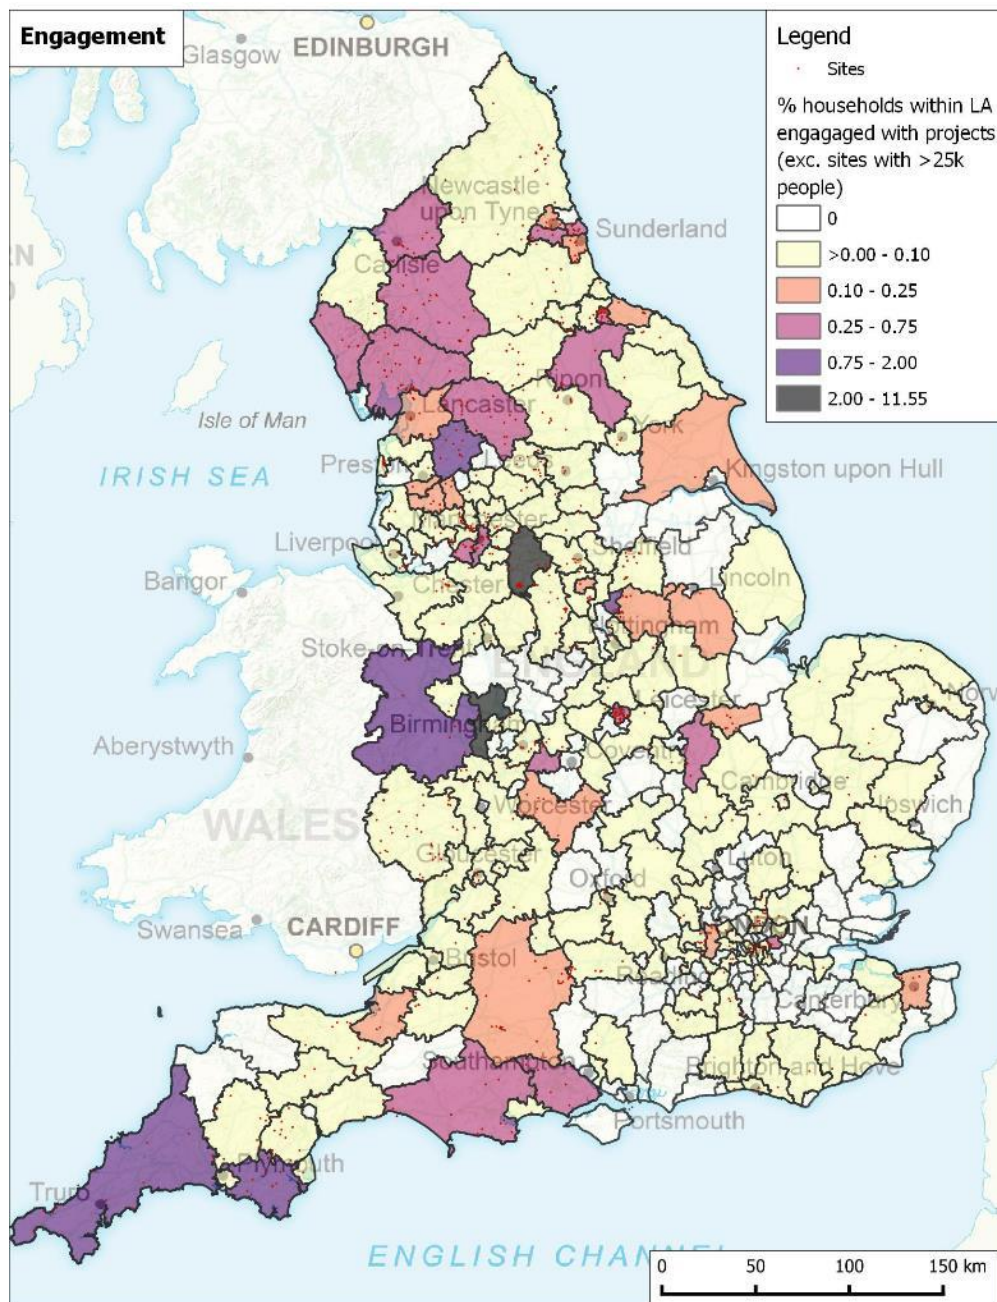 Engagement
EDINBURGH
Glasgow
Legend
Sites
% households within LA
engagaged with projects
(exc. sites with >25k
people)
0
>0.00 - 0.10
0.10 - 0.25
0.25 - 0.75
0.75 - 2.00
2.00 - 11.55
Newcastle
upon Tyne
Sunderland
Carlisle
Ripon
Isle of Man
Lancaster
York
IRISH SEA
Preston
Leeds
Kingston upon Hull
Manchester
Liverpool
Sheffield
Bangor
Chester
Lincoln
Stoke-on-Trent
Nottingham
ENGLAND
Leicester
Norw
Aberystwyth
Birmingham
Coventry
Cambridge
WALES
Worcester
Ipswich
Gloucester
Luton
Oxford
Swansea
CARDIFF
LONDON
Bristol
Reading
Canterbury
Southampton
Brighton and Hove
Portsmouth
Plymouth
Truro
ENGLISH CHANNEL
0 50 100 150 km